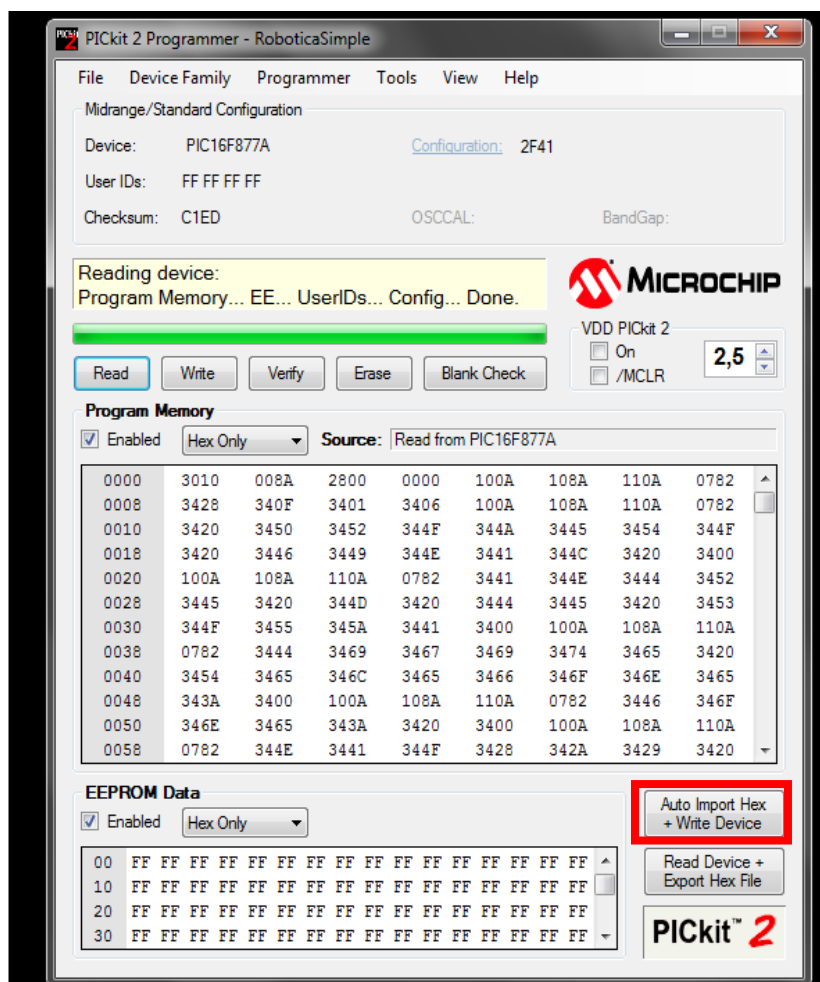 PICkit 2 Programmer - RoboticaSimple
File Device Family Programmer Tools View Help
Midrange/Standard Configuration
Device: PIC16F877A Configuration: 2F41
User IDs: FF FF FF FF
Checksum: C1ED OSCCAL: BandGap:
Reading device:
Program Memory... EE... UserIDs... Config... Done.
MICROCHIP
VDD PICkit 2
On
/MCLR
2,5
Read Write Verify Erase Blank Check
Program Memory
Enabled Hex Only Source: Read from PIC16F877A
0000 3010 008A 2800 0000 100A 108A 110A 0782
0008 3428 340F 3401 3406 100A 108A 110A 0782
0010 3420 3450 3452 344F 344A 3445 3454 344F
0018 3420 3446 3449 344E 3441 344C 3420 3400
0020 100A 108A 110A 0782 3441 344E 3444 3452
0028 3445 3420 344D 3420 3444 3445 3420 3453
0030 344F 3455 345A 3441 3400 100A 108A 110A
0038 0782 3444 3469 3467 3469 3474 3465 3420
0040 3454 3465 346C 3465 3466 346F 346E 3465
0048 343A 3400 100A 108A 110A 0782 3446 346F
0050 346E 3465 343A 3420 3400 100A 108A 110A
0058 0782 344E 3441 344F 3428 342A 3429 3420
EEPROM Data
Enabled Hex Only
00 FF FF FF FF FF FF FF FF FF FF FF FF FF FF FF FF
10 FF FF FF FF FF FF FF FF FF FF FF FF FF FF FF FF
20 FF FF FF FF FF FF FF FF FF FF FF FF FF FF FF FF
30 FF FF FF FF FF FF FF FF FF FF FF FF FF FF FF FF
Auto Import Hex
+ Write Device
Read Device +
Export Hex File
PICkit™ 2